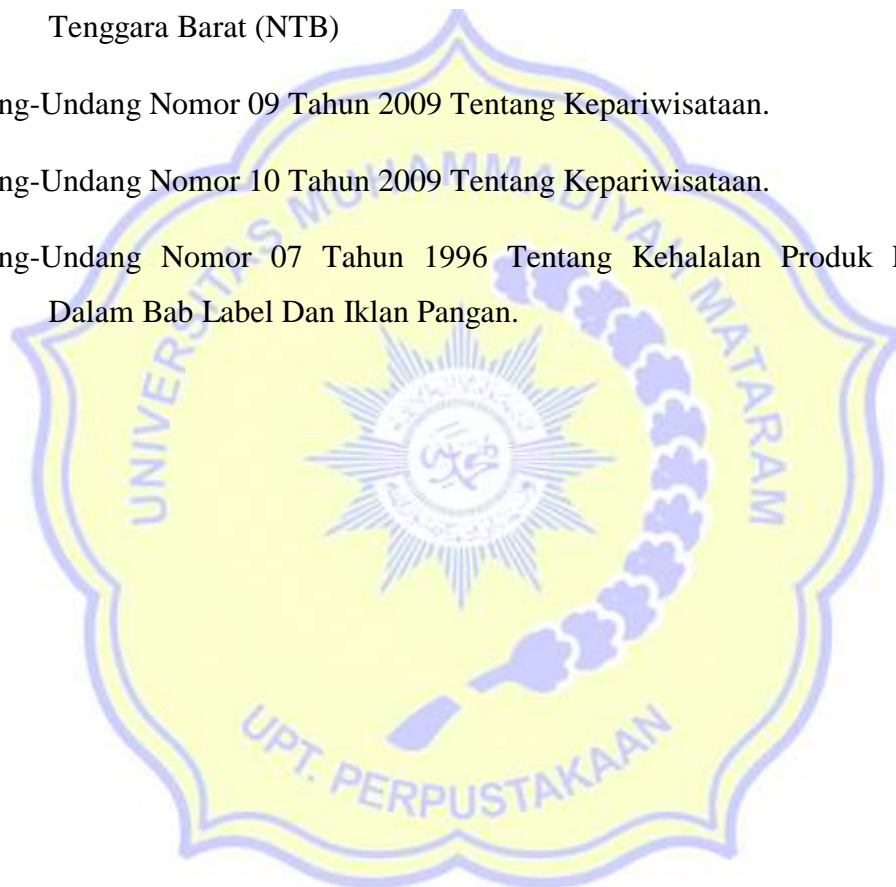 Tenggara Barat (NTB)
ng-Undang Nomor 09 Tahun 2009 Tentang Kepariwisataan.
ng-Undang Nomor 10 Tahun 2009 Tentang Kepariwisataan.
ng-Undang Nomor 07 Tahun 1996 Tentang Kehalalan Produk
Dalam Bab Label Dan Iklan Pangan.
UNIVERSITAS MUHAMMADIYAH MATARAM
UPT. PERPUSTAKAAN